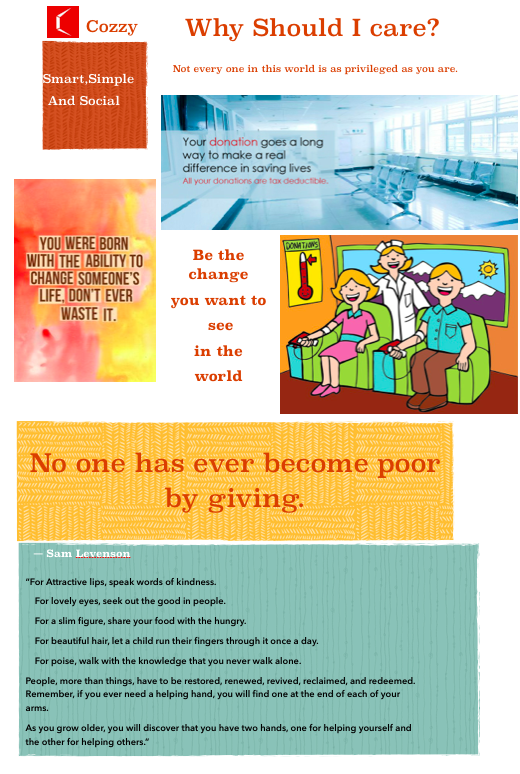 Cozzy
Why Should I care?
Smart,Simple
And Social
Not every one in this world is as privileged as you are.
Your donation goes a long
way to make a real
difference in saving lives
All your donations are tax deductible.
YOU WERE BORN
WITH THE ABILITY TO
CHANGE SOMEONE'S
LIFE, DON'T EVER
WASTE IT.
Be the
change
you want to
see
in the
world
DONATIONS
No one has ever become poor
by giving.
— Sam Levenson
“For Attractive lips, speak words of kindness.
For lovely eyes, seek out the good in people.
For a slim figure, share your food with the hungry.
For beautiful hair, let a child run their fingers through it once a day.
For poise, walk with the knowledge that you never walk alone.
People, more than things, have to be restored, renewed, revived, reclaimed, and redeemed.
Remember, if you ever need a helping hand, you will find one at the end of each of your
arms.
As you grow older, you will discover that you have two hands, one for helping yourself and
the other for helping others.”